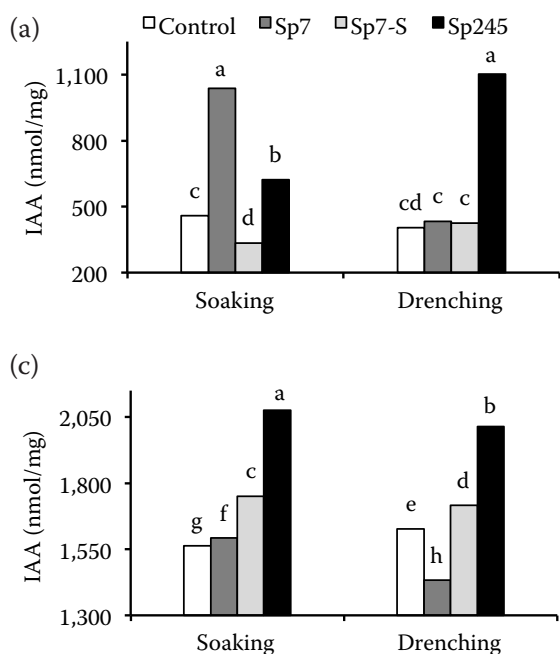 (a)
Control Sp7 Sp7-S Sp245
IAA (nmol/mg)
1,100
800
500
200
c a d b cd c c a
Soaking Drenching
(c)
IAA (nmol/mg)
2,050
1,800
1,550
1,300
g f c a e h d b
Soaking Drenching